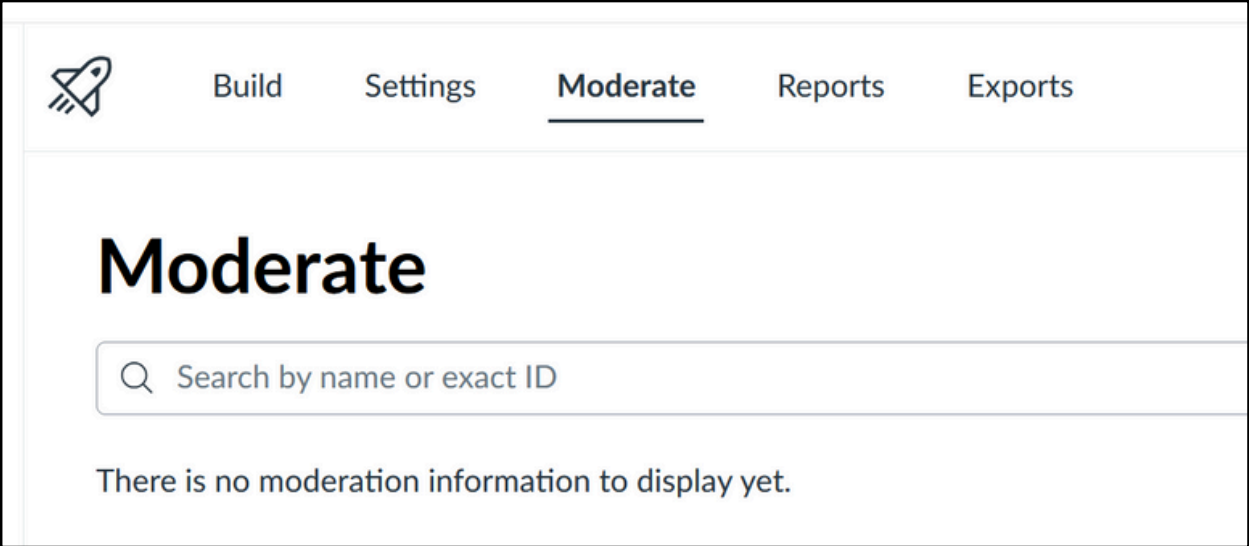 Build Settings Moderate Reports Exports
Moderate
Search by name or exact ID
There is no moderation information to display yet.